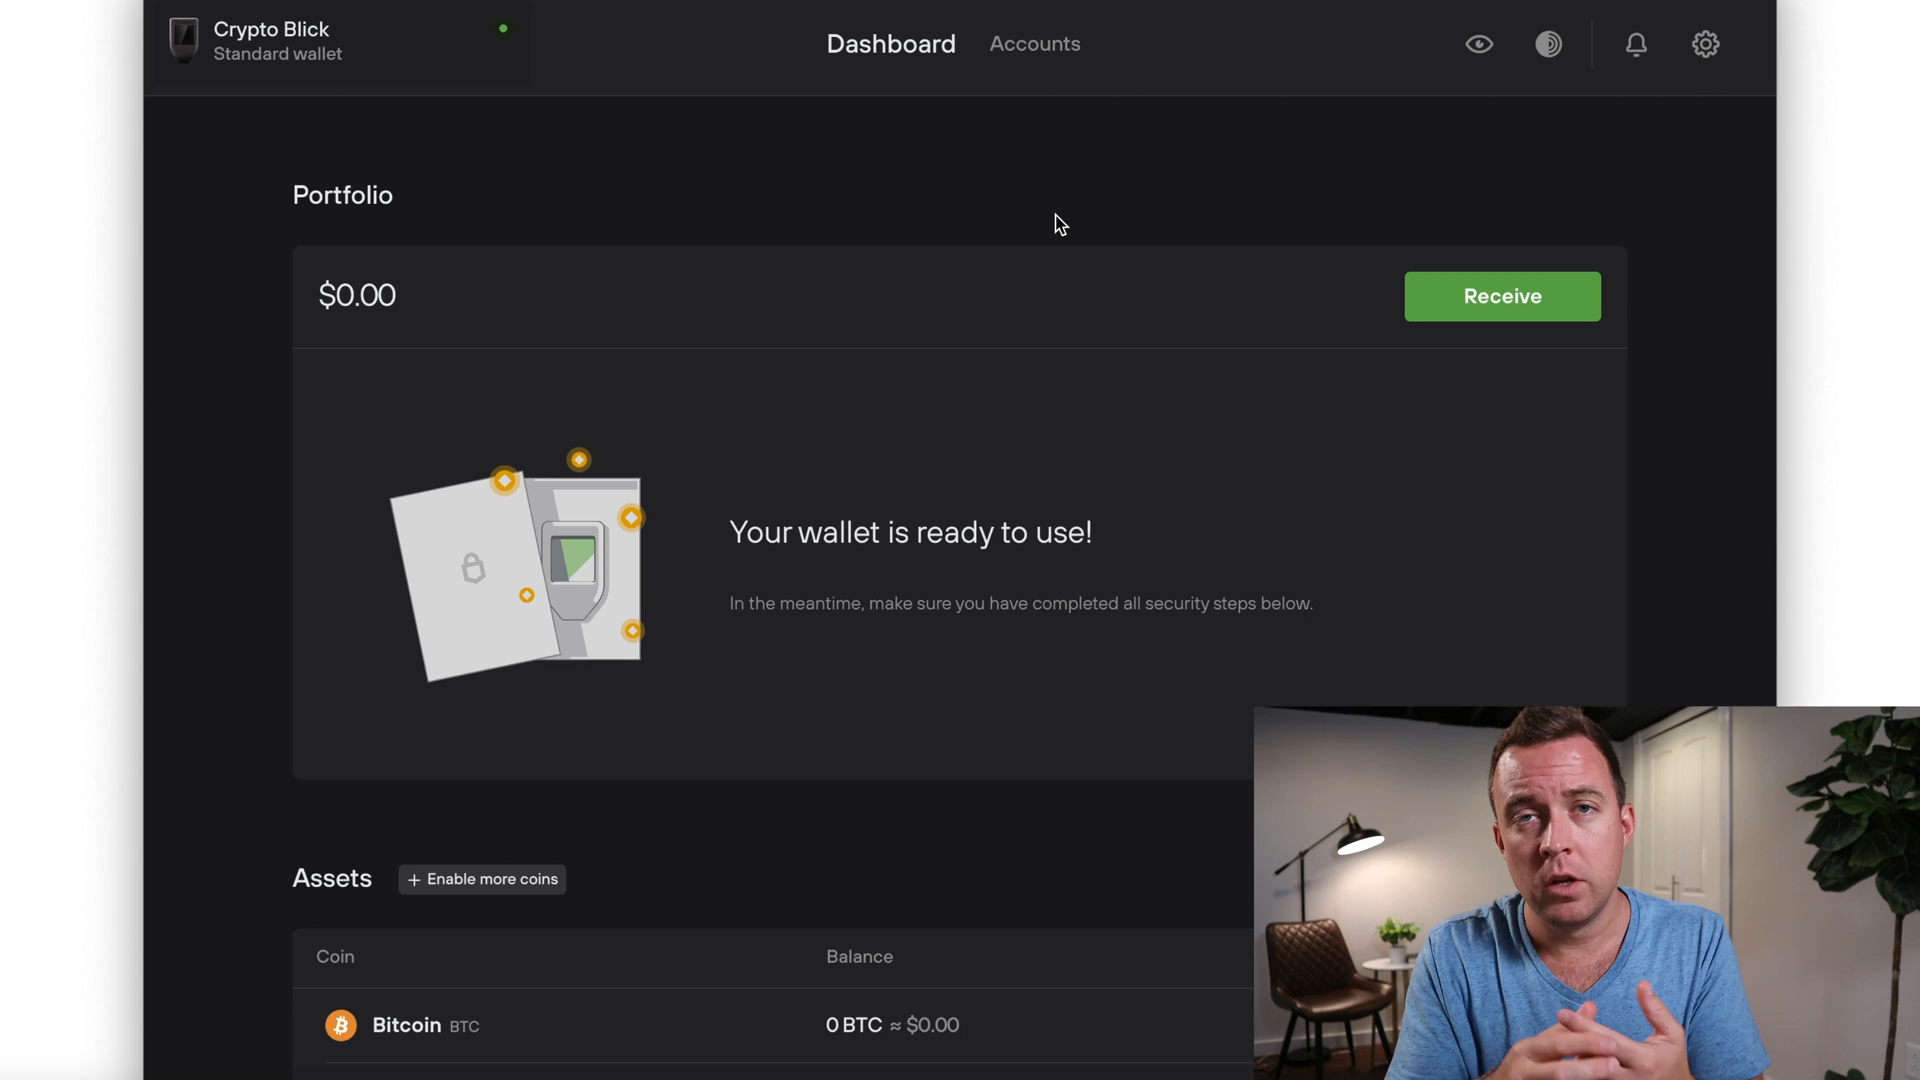 Crypto Blick
Standard wallet
Dashboard
Accounts
Portfolio
$0.00
Receive
Your wallet is ready to use!
In the meantime, make sure you have completed all security steps below.
Assets
+ Enable more coins
Coin
Balance
Bitcoin BTC
0 BTC ≈ $0.00